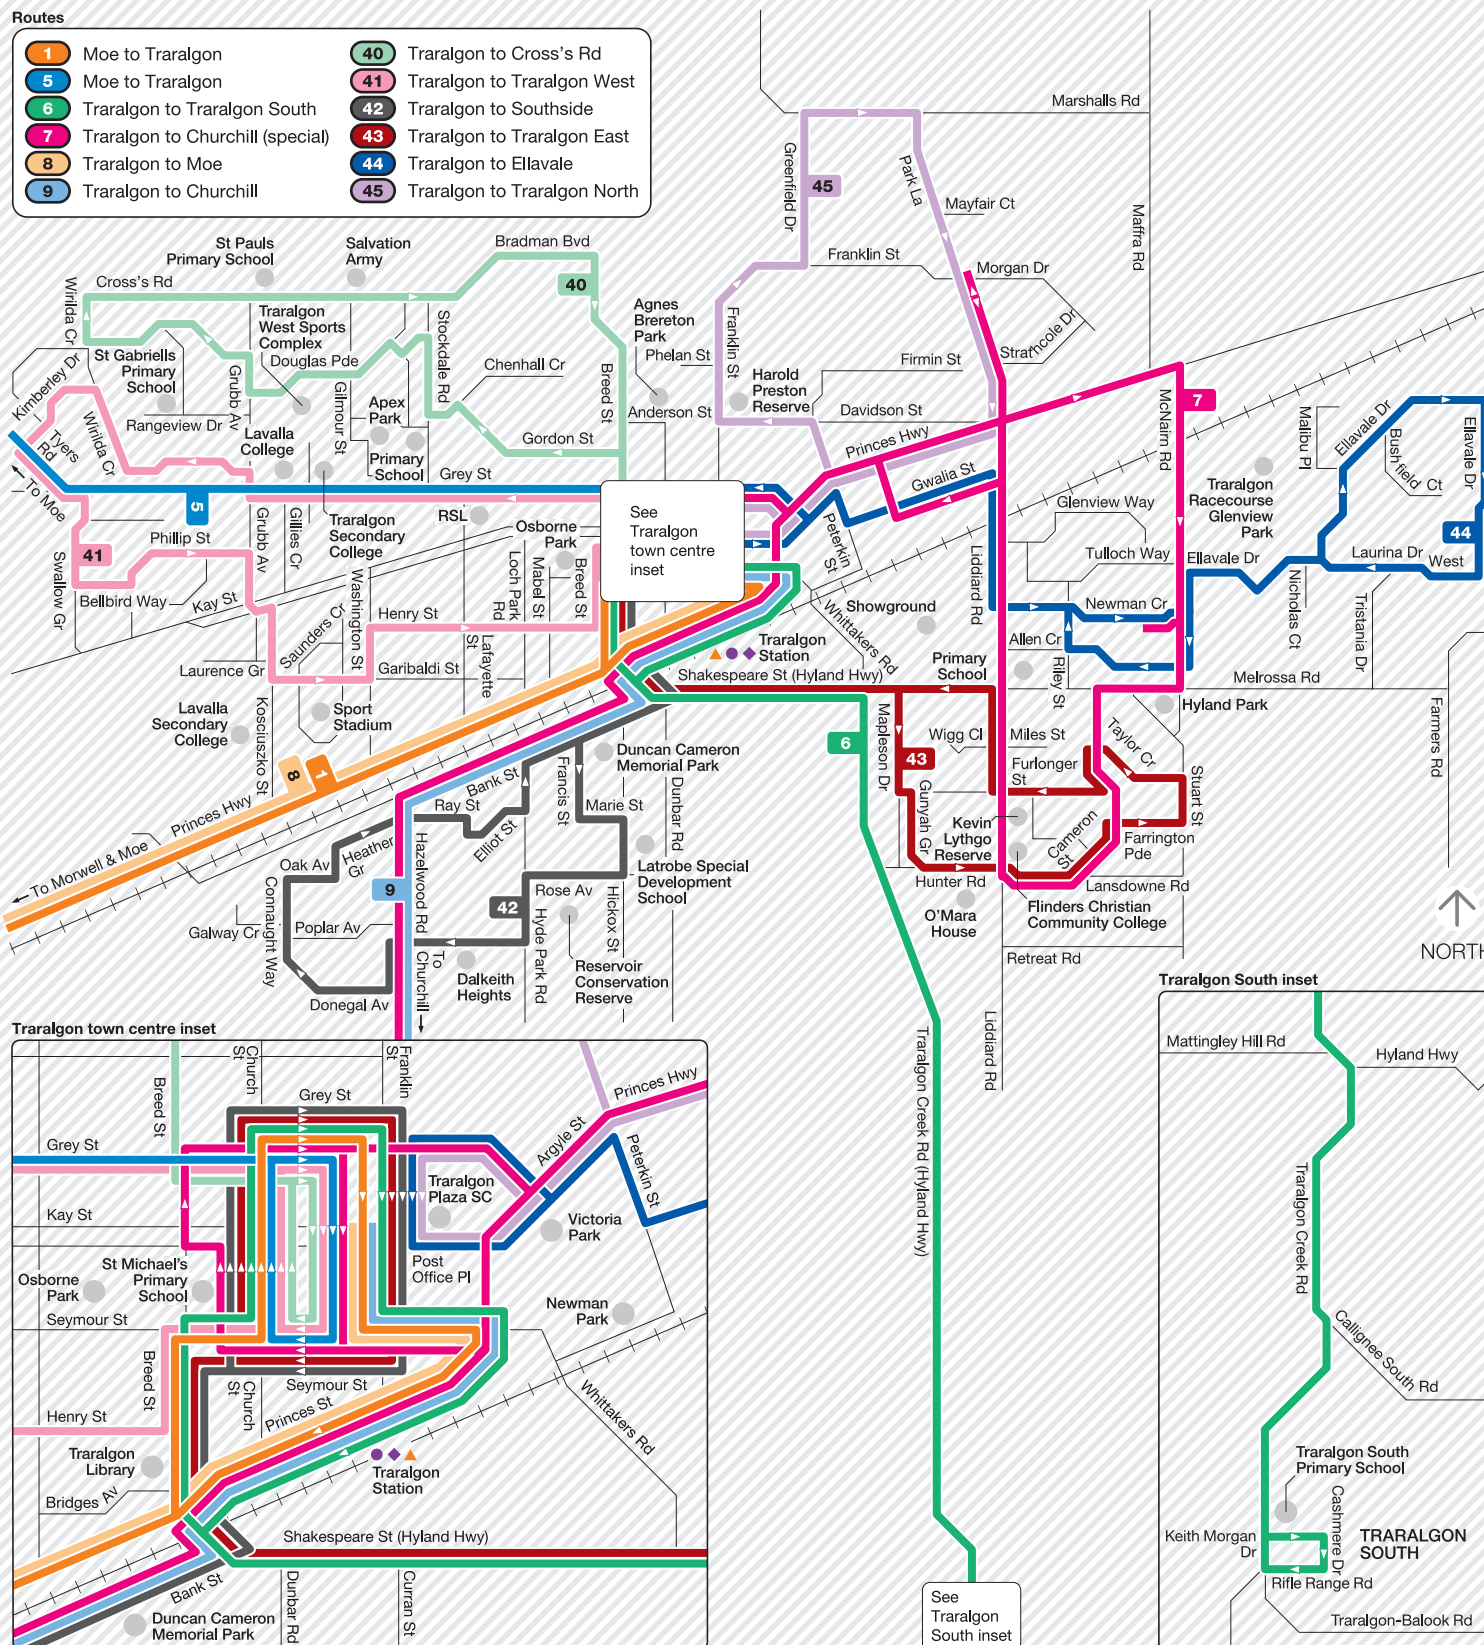 Routes
1 Moe to Traralgon
5 Moe to Traralgon
6 Traralgon to Traralgon South
7 Traralgon to Churchill (special)
8 Traralgon to Moe
9 Traralgon to Churchill
40 Traralgon to Cross's Rd
41 Traralgon to Traralgon West
42 Traralgon to Southside
43 Traralgon to Traralgon East
44 Traralgon to Ellavale
45 Traralgon to Traralgon North
Marshalls Rd
Greenfield Dr
45
Park La
Mayfair Ct
Maffra Rd
Franklin St
Morgan Dr
Strathcole Dr
Firmin St
Franklin St
Davidson St
Harold
Preston
Reserve
Princes Hwy
Gwalia St
Peterkin
St
St Pauls
Primary School
Salvation
Army
Bradman Bvd
40
Cross's Rd
Wirilda Cr
Traralgon
West Sports
Complex
Douglas Pde
Stockdale Rd
Agnes
Brereton
Park
Phelan St
Chenhall Cr
Breed St
Anderson St
Gordon St
St Gabriells
Primary
School
Kimberley Dr
Grubb Av
Gilmour St
Apex
Park
Primary
School
Rangeview Dr
Lavalla
College
Tyers
Rd
Wirilda Cr
Grey St
To Moe
5
RSL
Osborne
Park
See
Traralgon
town centre
inset
Traralgon
Secondary
College
Phillip St
41
Grubb Av
Gillies Cr
Swallow Gr
Bellbird Way
Kay St
Washington St
Saunders Cr
Henry St
Loch Park
Rd
Mabel St
Breed St
Laurence Gr
Garibaldi St
Lafayette
St
Kosciuszko St
Lavalla
Secondary
College
Sport
Stadium
8
1
Princes Hwy
To Morwell & Moe
Traralgon
Station
Shakespeare St (Hyland Hwy)
Whittakers Rd
Showground
Primary
School
Liddiard Rd
Glenview Way
Tulloch Way
Newman Cr
Allen Cr
Riley St
McNairn Rd
7
Traralgon
Racecourse
Glenview
Park
Malibu Pl
Ellavale Dr
Bushfield Ct
Ellavale Dr
44
Ellavale Dr
Laurina Dr
West
Nicholas Ct
Tristania Dr
Melrossa Rd
Hyland Park
Farmers Rd
6
Mapleson Dr
43
Wigg Cl
Miles St
Furlonger
St
Taylor Cr
Stuart St
Gunyah Gr
Kevin
Lythgo
Reserve
Cameron
St
Farrington
Pde
Hunter Rd
Lansdowne Rd
O'Mara
House
Flinders Christian
Community College
Retreat Rd
Liddiard Rd
NORTH
Duncan Cameron
Memorial Park
Bank St
Francis St
Ray St
Elliot St
Marie St
Dunbar Rd
Heather
Gr
Oak Av
Hazelwood Rd
Latrobe Special
Development
School
9
42
Rose Av
Connaught Way
Galway Cr
Poplar Av
Hyde Park Rd
Hickox St
Reservoir
Conservation
Reserve
Dalkeith
Heights
Donegal Av
To
Churchill
Traralgon Creek Rd (Hyland Hwy)
See
Traralgon
South inset
Traralgon town centre inset
Church
St
Franklin
St
Breed St
Grey St
Grey St
Princes Hwy
Argyle St
Peterkin St
Traralgon
Plaza SC
Victoria
Park
Kay St
Post
Office Pl
St Michael's
Primary
School
Osborne
Park
Newman
Park
Seymour St
Seymour St
Breed St
Church
St
Henry St
Princes St
Whittakers Rd
Traralgon
Library
Traralgon
Station
Bridges Av
Shakespeare St (Hyland Hwy)
Bank St
Dunbar Rd
Curran St
Duncan Cameron
Memorial Park
Traralgon South inset
Mattingley Hill Rd
Hyland Hwy
Traralgon Creek Rd
Callignee South Rd
Traralgon South
Primary School
Keith Morgan
Dr
Cashmere Dr
TRARALGON
SOUTH
Rifle Range Rd
Traralgon-Balook Rd